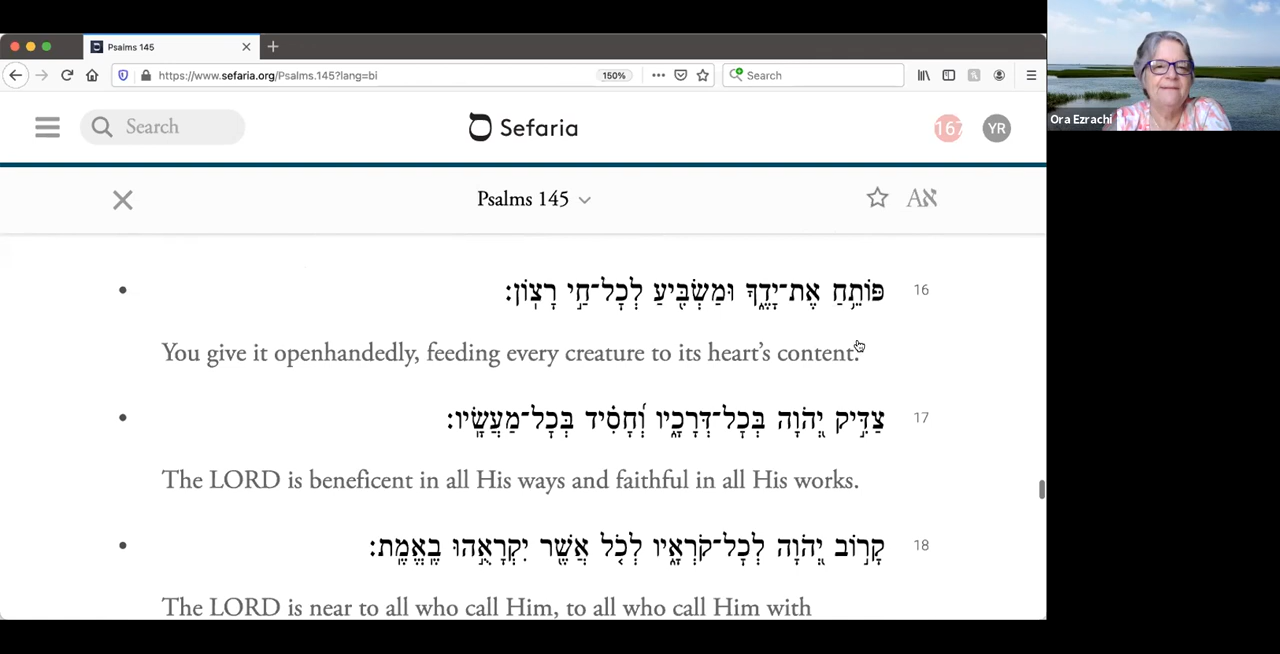 Psalms 145
https://www.sefaria.org/Psalms.145?lang=bi
150%
Search
Search
Sefaria
167
YR
Psalms 145
Aא
16
פּוֹתֵ֥חַ אֶת־יָדֶ֑ךָ וּמַשְׂבִּ֖יעַ לְכׇל־חַ֣י רָצֽוֹן׃
You give it openhandedly, feeding every creature to its heart’s content.
17
צַדִּ֣יק יְ֭הֹוָה בְּכׇל־דְּרָכָ֑יו וְ֝חָסִ֗יד בְּכׇל־מַעֲשָֽׂיו׃
The LORD is beneficent in all His ways and faithful in all His works.
18
קָר֣וֹב יְ֭הֹוָה לְכׇל־קֹרְאָ֑יו לְכֹ֤ל אֲשֶׁ֖ר יִקְרָאֻ֣הוּ בֶאֱמֶֽת׃
The LORD is near to all who call Him, to all who call Him with
Ora Ezrachi